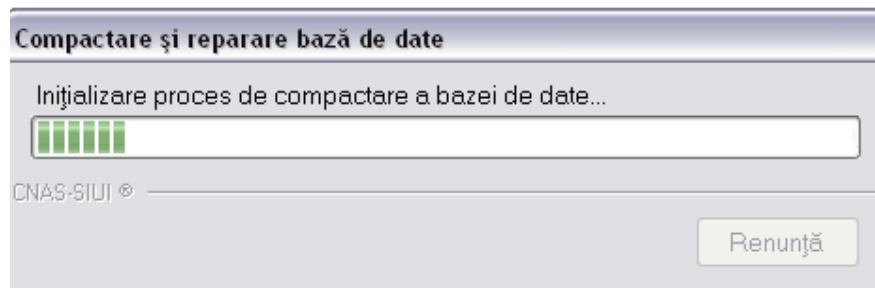 Compactare şi reparare bază de date
Iniţializare proces de compactare a bazei de date...
CNAS-SIUI ®
Renunţă